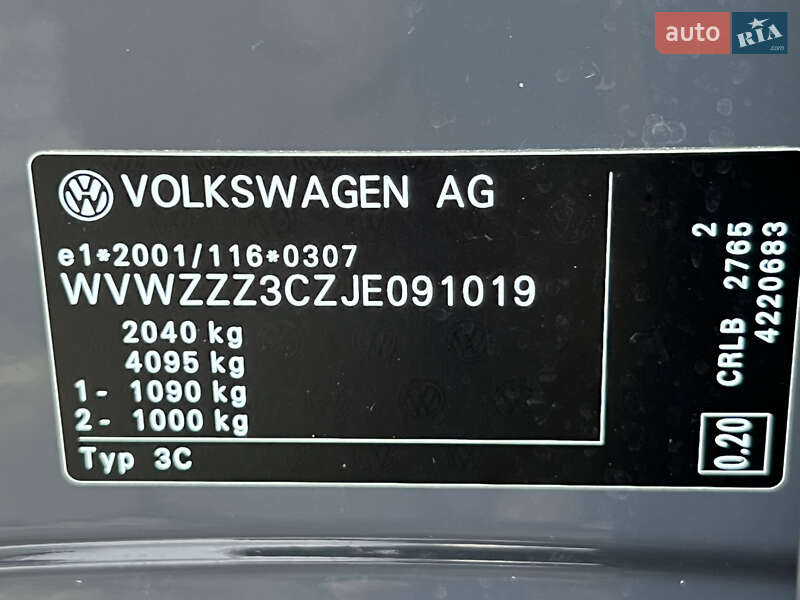 auto RIA .com
VOLKSWAGEN AG
e1*2001/116*0307
WVWZZZ3CZJE091019
2040 kg
4095 kg
1- 1090 kg
2- 1000 kg
Typ 3C
2
CRLB 2765
4220683
0.20